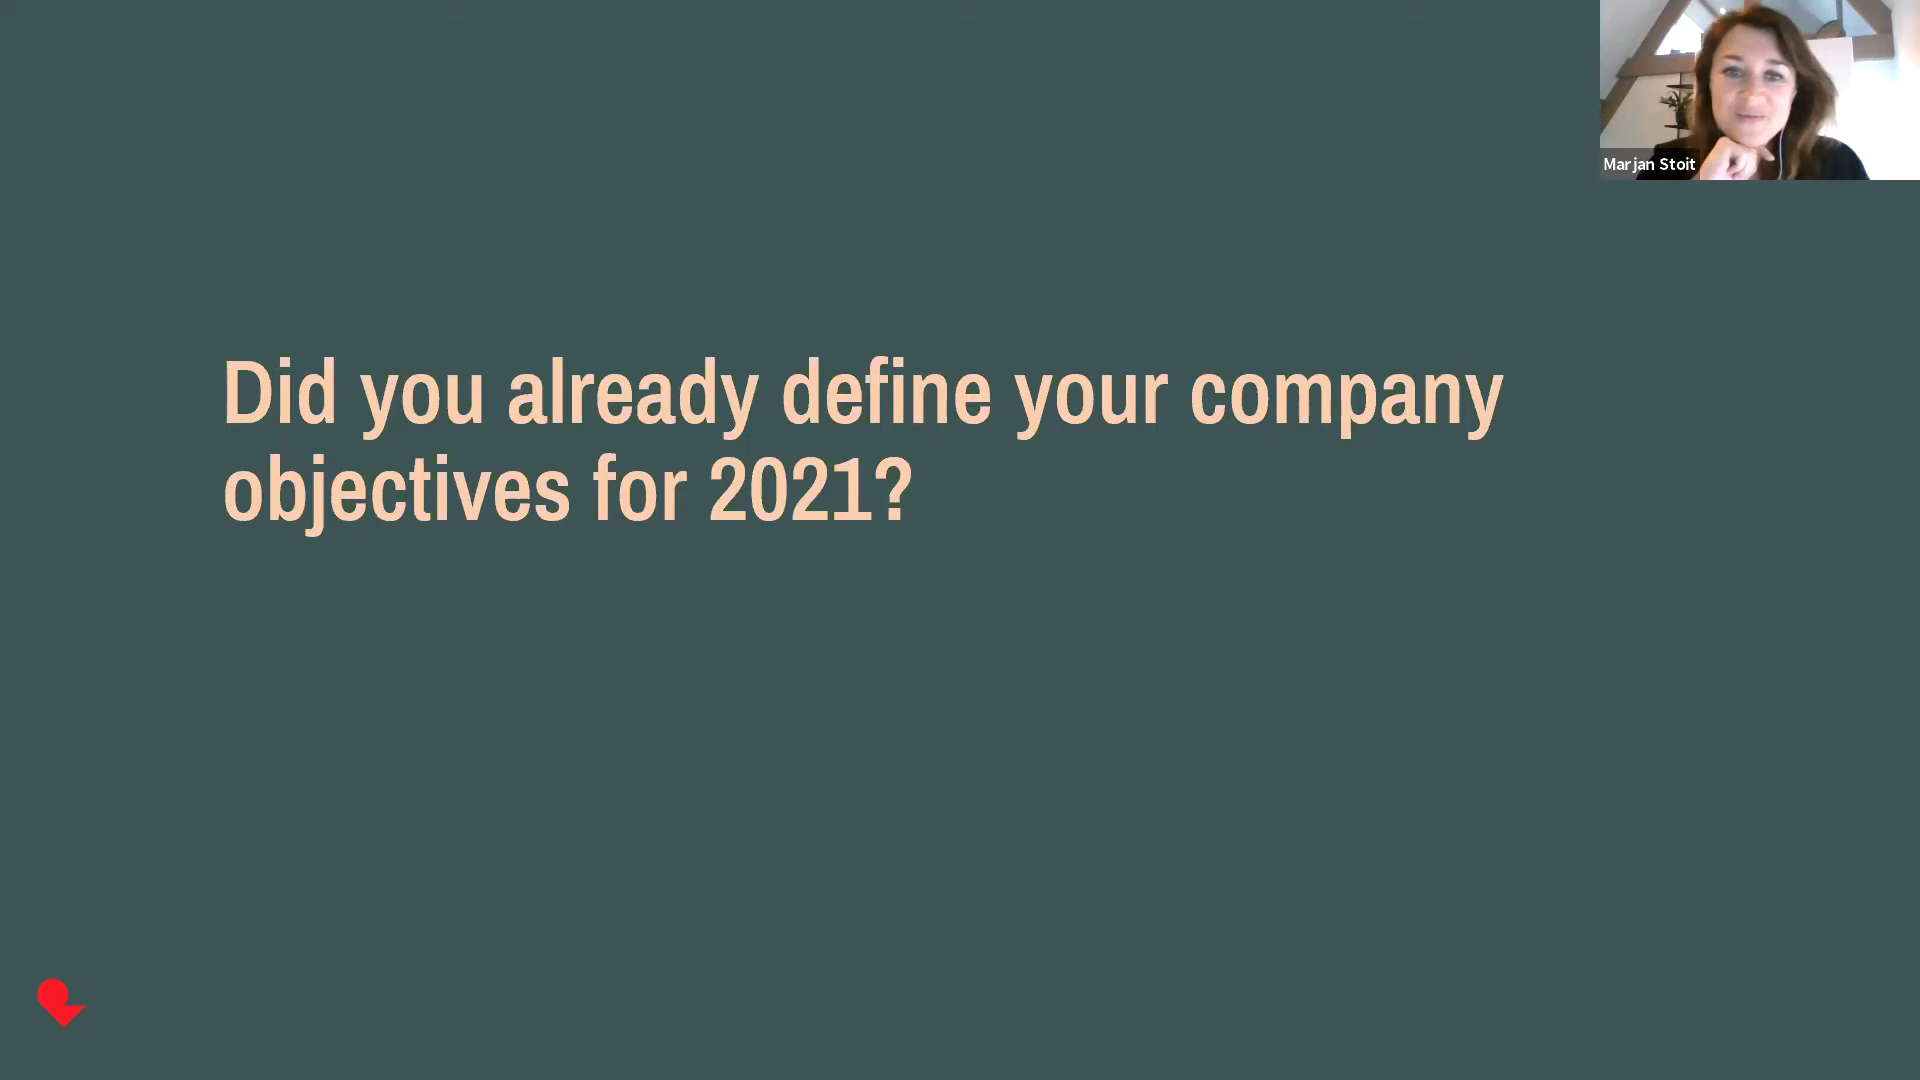 Marjan Stoit
Did you already define your company
objectives for 2021?